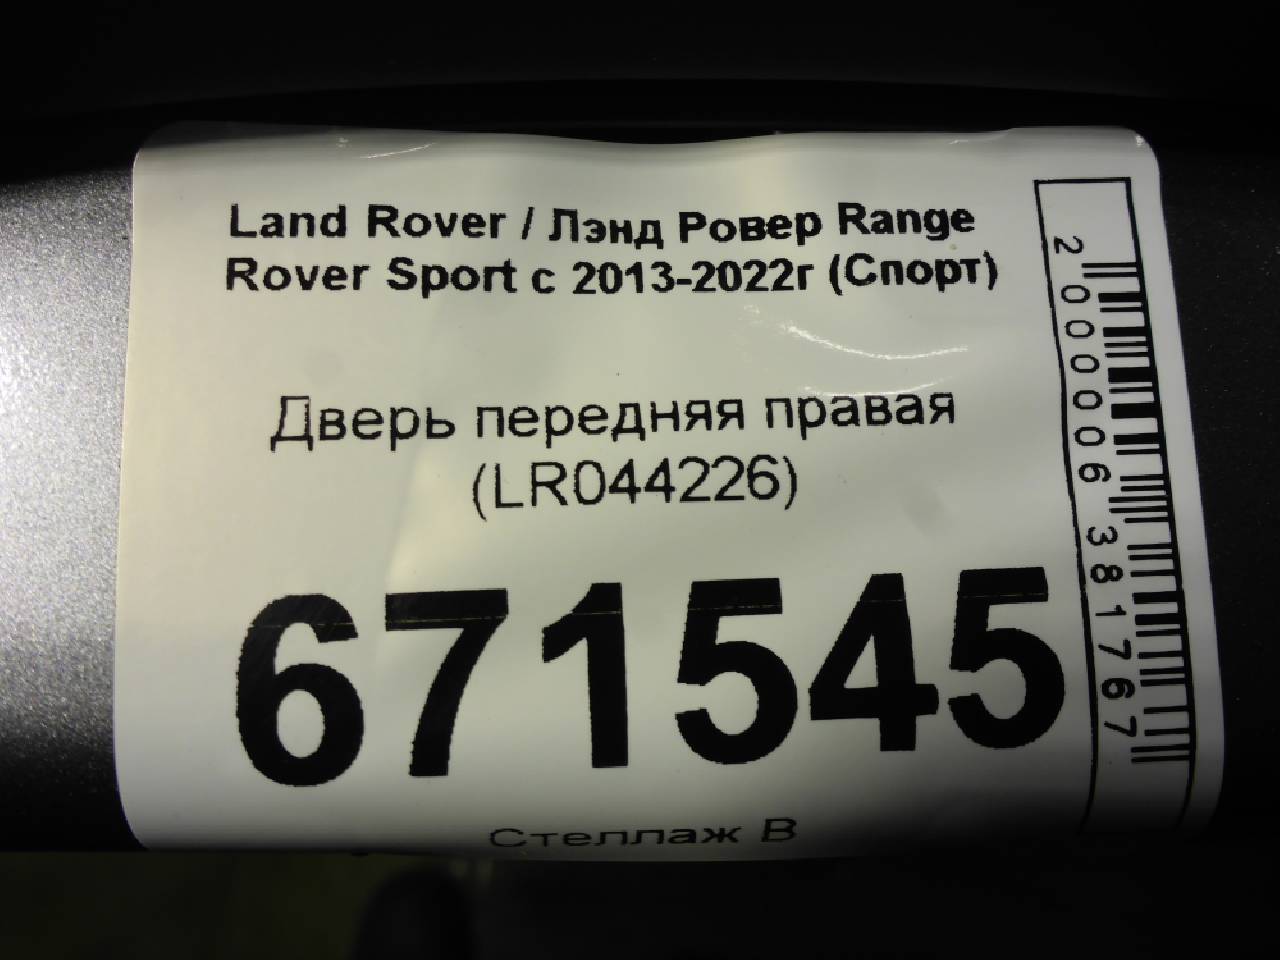 Land Rover / Лэнд Ровер Range
Rover Sport с 2013-2022г (Спорт)
Дверь передняя правая
(LR044226)
671545
Стеллаж В
2000006381767